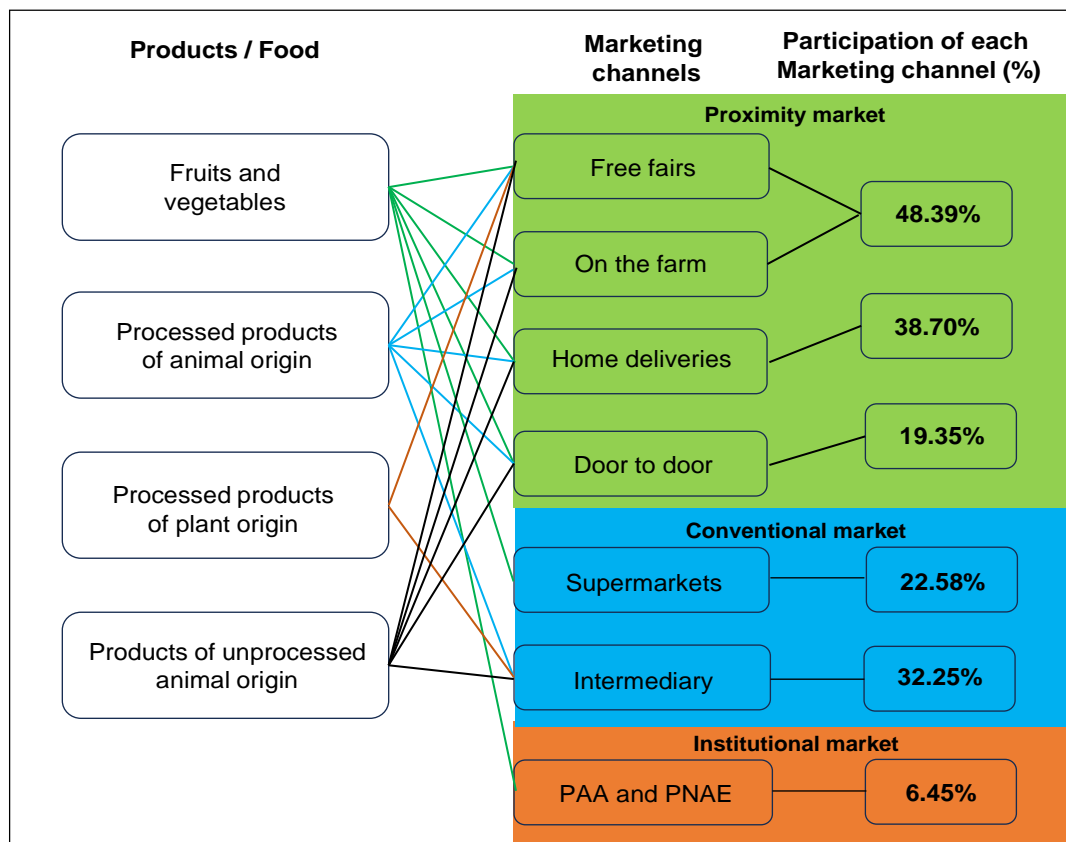 Products / Food
Marketing
channels
Participation of each
Marketing channel (%)
Proximity market
Fruits and
vegetables
Free fairs
48.39%
On the farm
Processed products
of animal origin
Home deliveries
38.70%
Door to door
19.35%
Processed products
of plant origin
Conventional market
Supermarkets
22.58%
Products of unprocessed
animal origin
Intermediary
32.25%
Institutional market
PAA and PNAE
6.45%